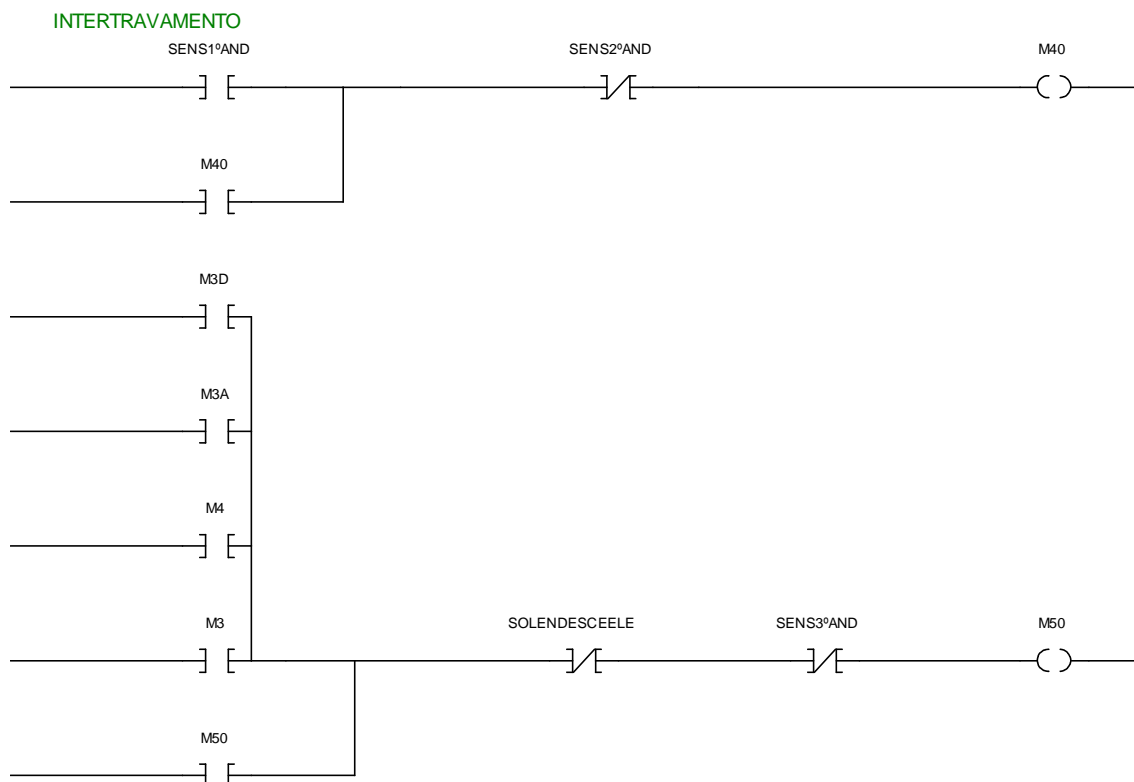 INTERTRAVAMENTO
SENS1ºAND SENS2ºAND M40
M40
M3D
M3A
M4
M3 SOLENDESCEELE SENS3ºAND M50
M50